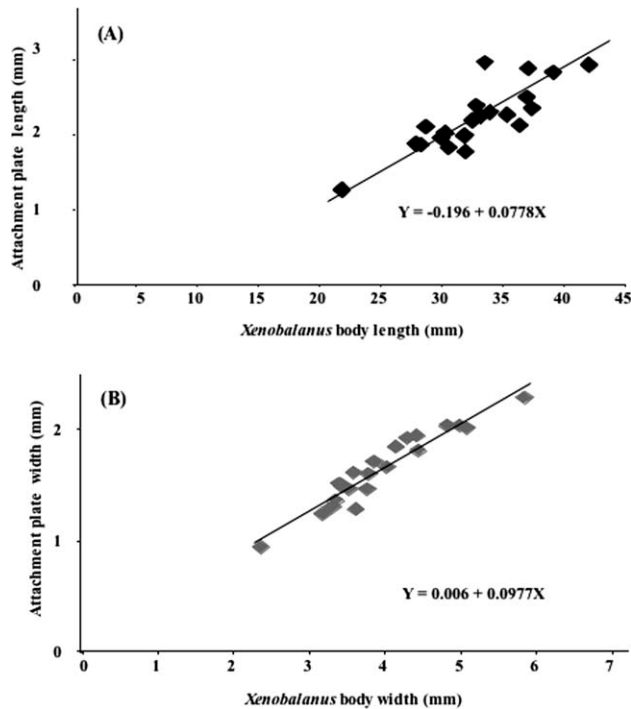 (A)
Attachment plate length (mm)
3
2
1
0
0 5 10 15 20 25 30 35 40 45
Y = -0.196 + 0.0778X
Xenobalanus body length (mm)
(B)
Attachment plate width (mm)
2
1
0
0 1 2 3 4 5 6 7
Y = 0.006 + 0.0977X
Xenobalanus body width (mm)